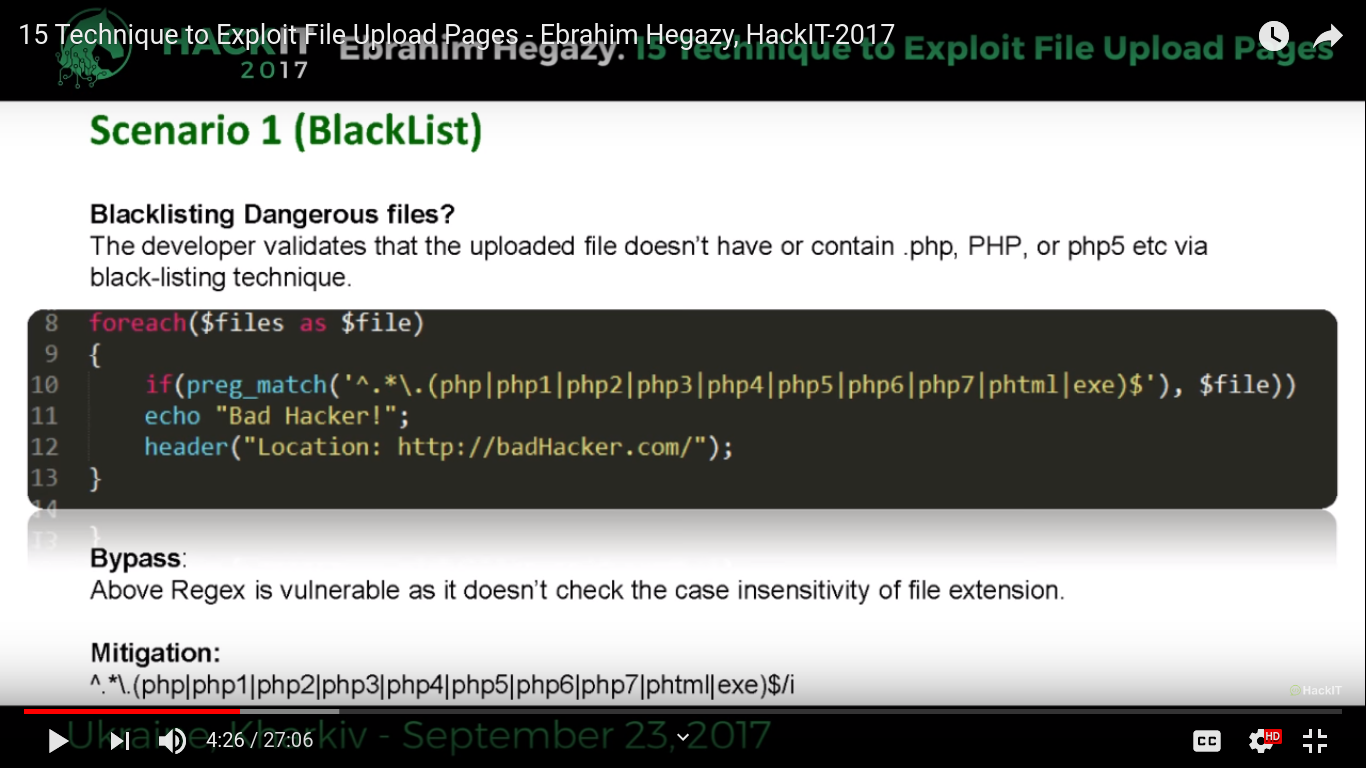 15 Technique to Exploit File Upload Pages - Ebrahim Hegazy, HackIT-2017
HACKIT
2017
Ebrahim Hegazy. 15 Technique to Exploit File Upload Pages
Scenario 1 (BlackList)
Blacklisting Dangerous files?
The developer validates that the uploaded file doesn't have or contain .php, PHP, or php5 etc via
black-listing technique.
8 foreach($files as $file)
9 {
10 if(preg_match('^.*\.(php|php1|php2|php3|php4|php5|php6|php7|phtml|exe)$'), $file))
11 echo "Bad Hacker!";
12 header("Location: http://badHacker.com/");
13 }
14
Bypass:
Above Regex is vulnerable as it doesn't check the case insensitivity of file extension.
Mitigation:
^.*\.(php|php1|php2|php3|php4|php5|php6|php7|phtml|exe)$/i
HackIT
Ukraine, Kharkiv - September 23, 2017
4:26 / 27:06
CC
HD